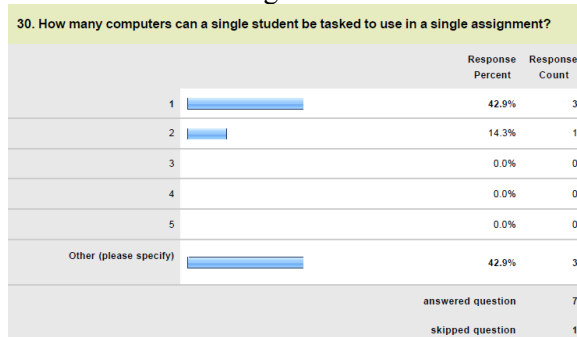 30. How many computers can a single student be tasked to use in a single assignment?
Response Percent Response Count
1 42.9% 3
2 14.3% 1
3 0.0% 0
4 0.0% 0
5 0.0% 0
Other (please specify) 42.9% 3
answered question 7
skipped question 1